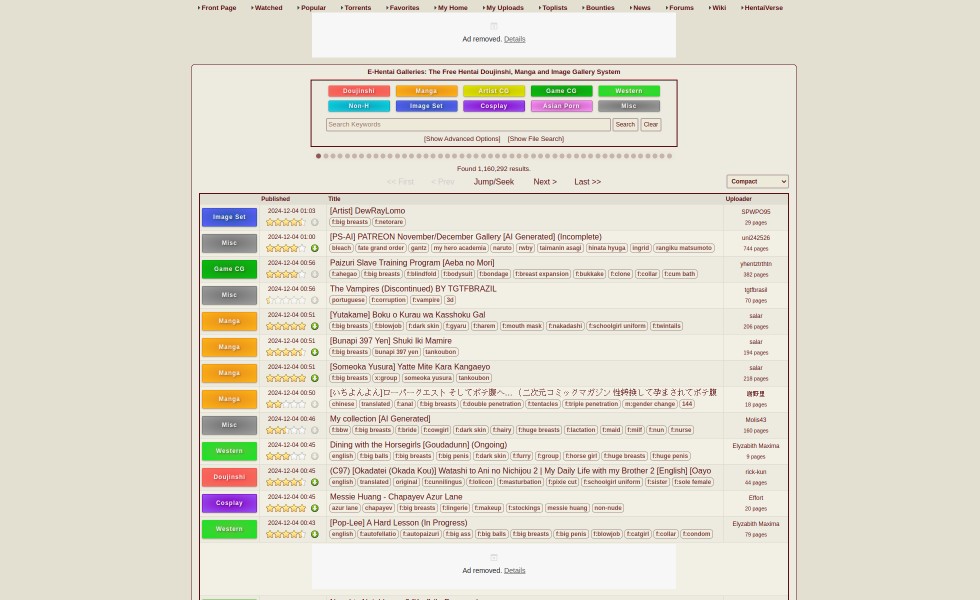 Front Page Watched Popular Torrents Favorites My Home My Uploads Toplists Bounties News Forums Wiki HentaiVerse
Ad removed. Details
E-Hentai Galleries: The Free Hentai Doujinshi, Manga and Image Gallery System
Doujinshi Manga Artist CG Game CG Western
Non-H Image Set Cosplay Asian Porn Misc
Search Keywords Search Clear
[Show Advanced Options] [Show File Search]
Found 1,160,292 results.
<< First < Prev Jump/Seek Next > Last >> Compact
Published Title Uploader
Image Set 2024-12-04 01:03 [Artist] DewRayLomo SPWPO95
f:big breasts f:netorare 29 pages
Misc 2024-12-04 01:00 [PS-AI] PATREON November/December Gallery [AI Generated] (Incomplete) uni242526
bleach fate grand order gantz my hero academia naruto rwby taimanin asagi hinata hyuga ingrid rangiku matsumoto 744 pages
Game CG 2024-12-04 00:56 Paizuri Slave Training Program [Aeba no Mori] yhentzthtn
f:ahegao f:big breasts f:blindfold f:bodysuit f:bondage f:breast expansion f:bukkake f:clone f:collar f:cum bath 382 pages
Misc 2024-12-04 00:56 The Vampires (Discontinued) BY TGTFBRAZIL tgtfbrasil
portuguese f:corruption f:vampire 3d 70 pages
Manga 2024-12-04 00:51 [Yutakame] Boku o Kurau wa Kasshoku Gal salar
f:big breasts f:blowjob f:dark skin f:gyaru f:harem f:mouth mask f:nakadashi f:schoolgirl uniform f:twintails 206 pages
Manga 2024-12-04 00:51 [Bunapi 397 Yen] Shuki Iki Mamire salar
f:big breasts bunapi 397 yen tankoubon 194 pages
Manga 2024-12-04 00:51 [Someoka Yusura] Yatte Mite Kara Kangaeyo salar
f:big breasts x:group someoka yusura tankoubon 218 pages
Manga 2024-12-04 00:50 [いちよんよん]ローパークエスト そしてボテ腹へ… （二次元コミックマガジン 性転換して孕まされてボテ腹
chinese translated f:anal f:big breasts f:double penetration f:tentacles f:triple penetration m:gender change 144 18 pages
Misc 2024-12-04 00:46 My collection [AI Generated] Molis43
f:bbw f:big breasts f:bride f:cowgirl f:dark skin f:hairy f:huge breasts f:lactation f:maid f:milf f:nun f:nurse 160 pages
Western 2024-12-04 00:45 Dining with the Horsegirls [Goudadunn] (Ongoing) Elyzabith Maxima
english f:big balls f:big breasts f:big penis f:dark skin f:furry f:group f:horse girl f:huge breasts f:huge penis 9 pages
Doujinshi 2024-12-04 00:45 (C97) [Okadatei (Okada Kou)] Watashi to Ani no Nichijou 2 | My Daily Life with my Brother 2 [English] [Oayo rick-kun
english translated original f:cunnilingus f:lolicon f:masturbation f:pixie cut f:schoolgirl uniform f:sister f:sole female 44 pages
Cosplay 2024-12-04 00:45 Messie Huang - Chapayev Azur Lane Effort
azur lane chapayev f:big breasts f:lingerie f:makeup f:stockings messie huang non-nude 20 pages
Western 2024-12-04 00:43 [Pop-Lee] A Hard Lesson (In Progress) Elyzabith Maxima
english f:autofellatio f:autopaizuri f:big ass f:big balls f:big breasts f:big penis f:blowjob f:catgirl f:collar f:condom 79 pages
Ad removed. Details